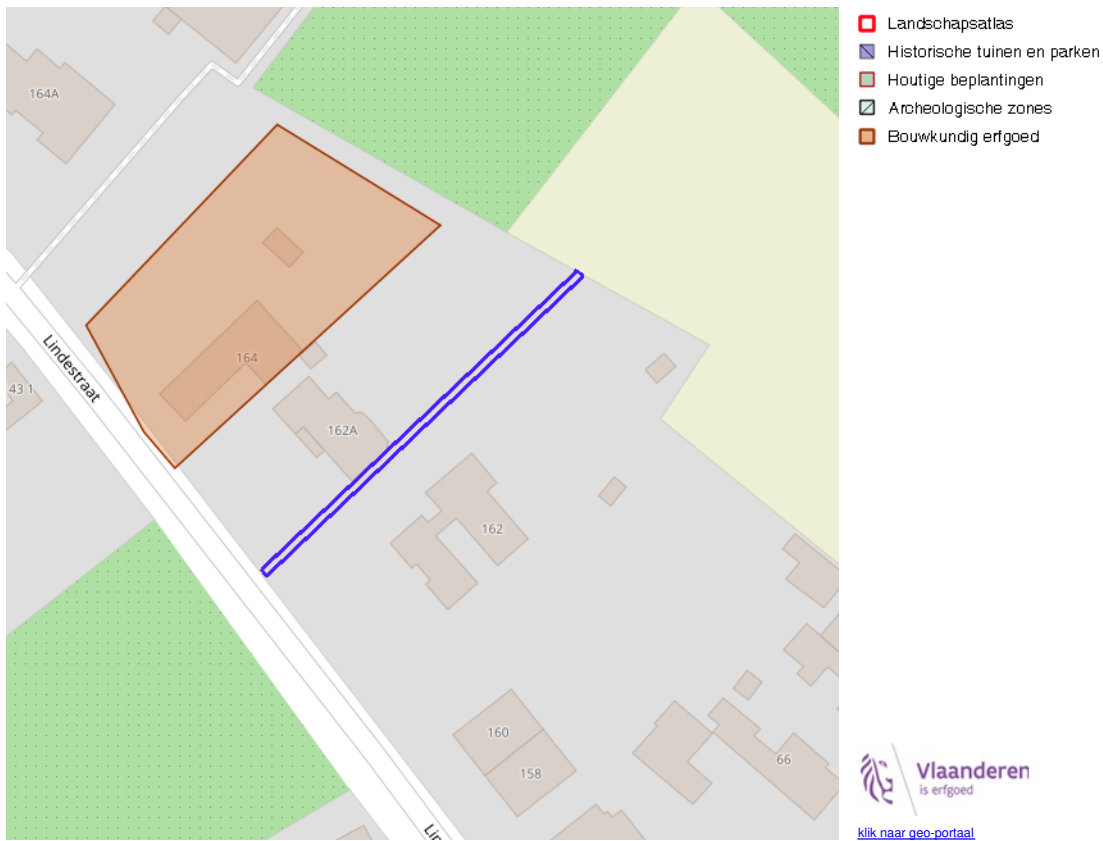 164A
Lindestraat
164
43 1
162A
162
160
158
66
Lin
Landschapsatlas
Historische tuinen en parken
Houtige beplantingen
Archeologische zones
Bouwkundig erfgoed
Vlaanderen
is erfgoed
klik naar geo-portaal